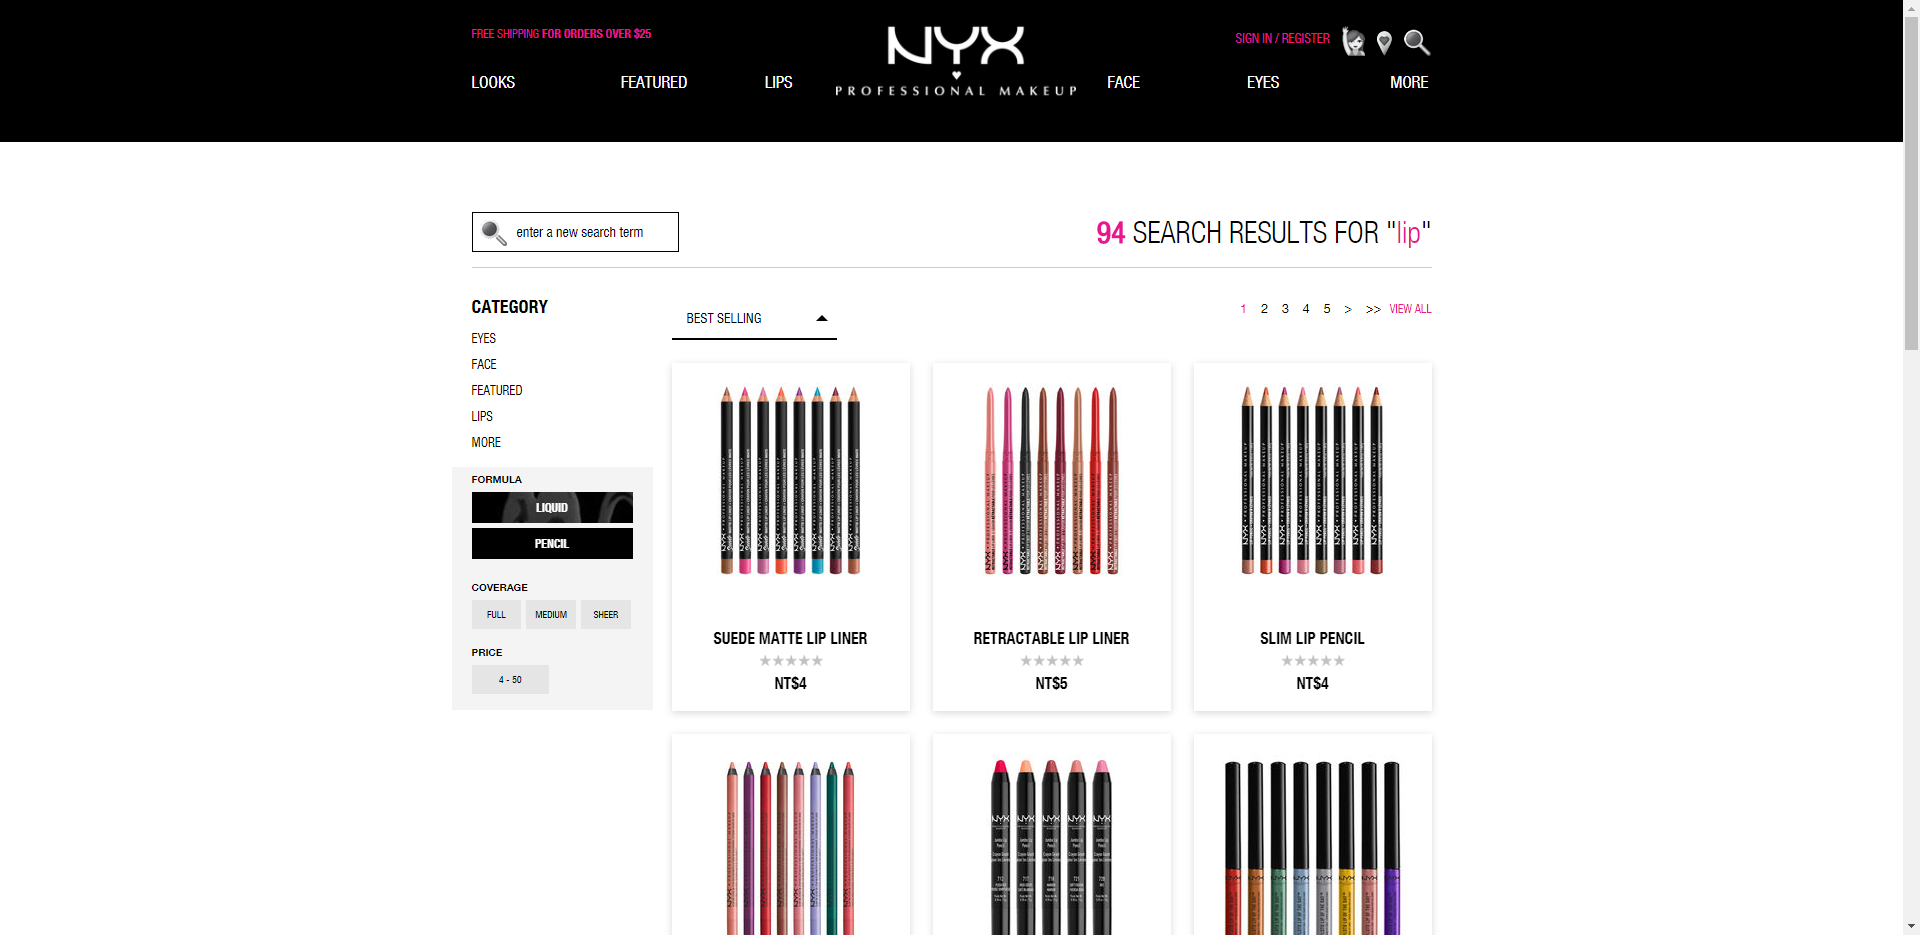 FREE SHIPPING FOR ORDERS OVER $25
SIGN IN / REGISTER
NYX
PROFESSIONAL MAKEUP
LOOKS
FEATURED
LIPS
FACE
EYES
MORE
enter a new search term
94 SEARCH RESULTS FOR "lip"
CATEGORY
EYES
FACE
FEATURED
LIPS
MORE
FORMULA
LIQUID
PENCIL
COVERAGE
FULL MEDIUM SHEER
PRICE
4 - 50
BEST SELLING
1 2 3 4 5 > >> VIEW ALL
SUEDE MATTE LIP LINER
NT$4
RETRACTABLE LIP LINER
NT$5
SLIM LIP PENCIL
NT$4